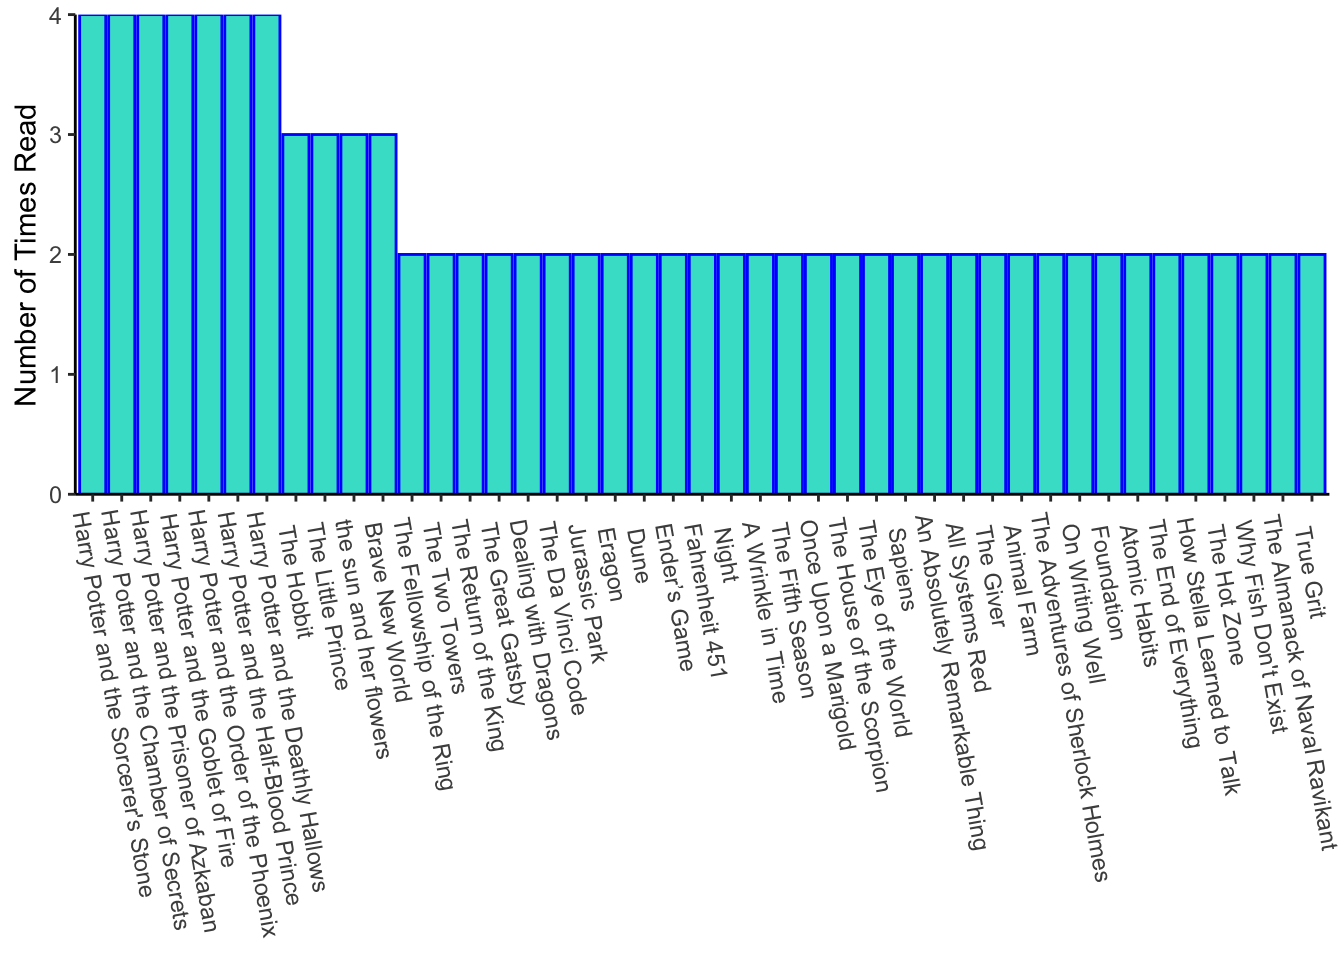 Number of Times Read
4
3
2
1
0
Harry Potter and the Sorcerer's Stone
Harry Potter and the Chamber of Secrets
Harry Potter and the Prisoner of Azkaban
Harry Potter and the Goblet of Fire
Harry Potter and the Order of the Phoenix
Harry Potter and the Half-Blood Prince
Harry Potter and the Deathly Hallows
The Hobbit
The Little Prince
the sun and her flowers
Brave New World
The Fellowship of the Ring
The Two Towers
The Return of the King
The Great Gatsby
Dealing with Dragons
The Da Vinci Code
Jurassic Park
Eragon
Dune
Ender’s Game
Fahrenheit 451
Night
A Wrinkle in Time
The Fifth Season
Once Upon a Marigold
The House of the Scorpion
The Eye of the World
Sapiens
An Absolutely Remarkable Thing
All Systems Red
The Giver
Animal Farm
The Adventures of Sherlock Holmes
On Writing Well
Foundation
Atomic Habits
The End of Everything
How Stella Learned to Talk
The Hot Zone
Why Fish Don't Exist
The Almanack of Naval Ravikant
True Grit